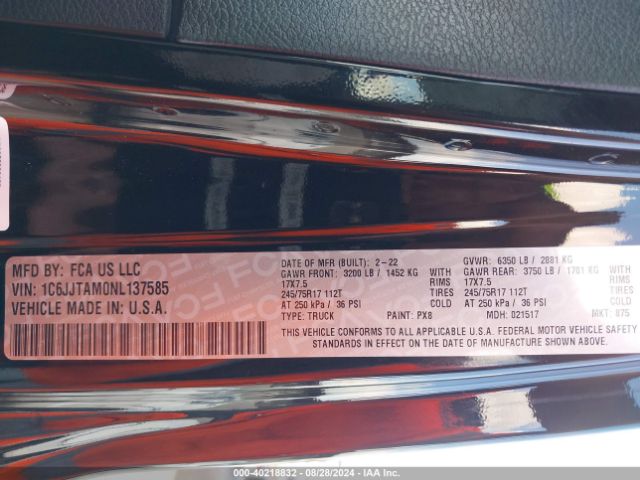 MFD BY: FCA US LLC
VIN: 1C6JJTAM0NL137585
VEHICLE MADE IN U.S.A.
DATE OF MFR (BUILT): 2-22 GVWR: 6350 LB / 2881 KG
GAWR FRONT: 3200 LB / 1452 KG WITH GAWR REAR: 3750 LB / 1701 KG WITH
17X7.5 RIMS 17X7.5 RIMS
245/75R17 112T TIRES 245/75R17 112T TIRES
AT 250 kPa / 36 PSI COLD AT 250 kPa / 36 PSI COLD
TYPE: TRUCK PAINT: PX8 MDH: 021517 MKT: 875
THIS VEHICLE CONFORMS TO ALL APPLICABLE U.S.A. FEDERAL MOTOR VEHICLE SAFETY
STANDARDS IN EFFECT ON THE DATE OF MANUFACTURE SHOWN ABOVE.
000-40218832 - 08/28/2024 - IAA Inc.